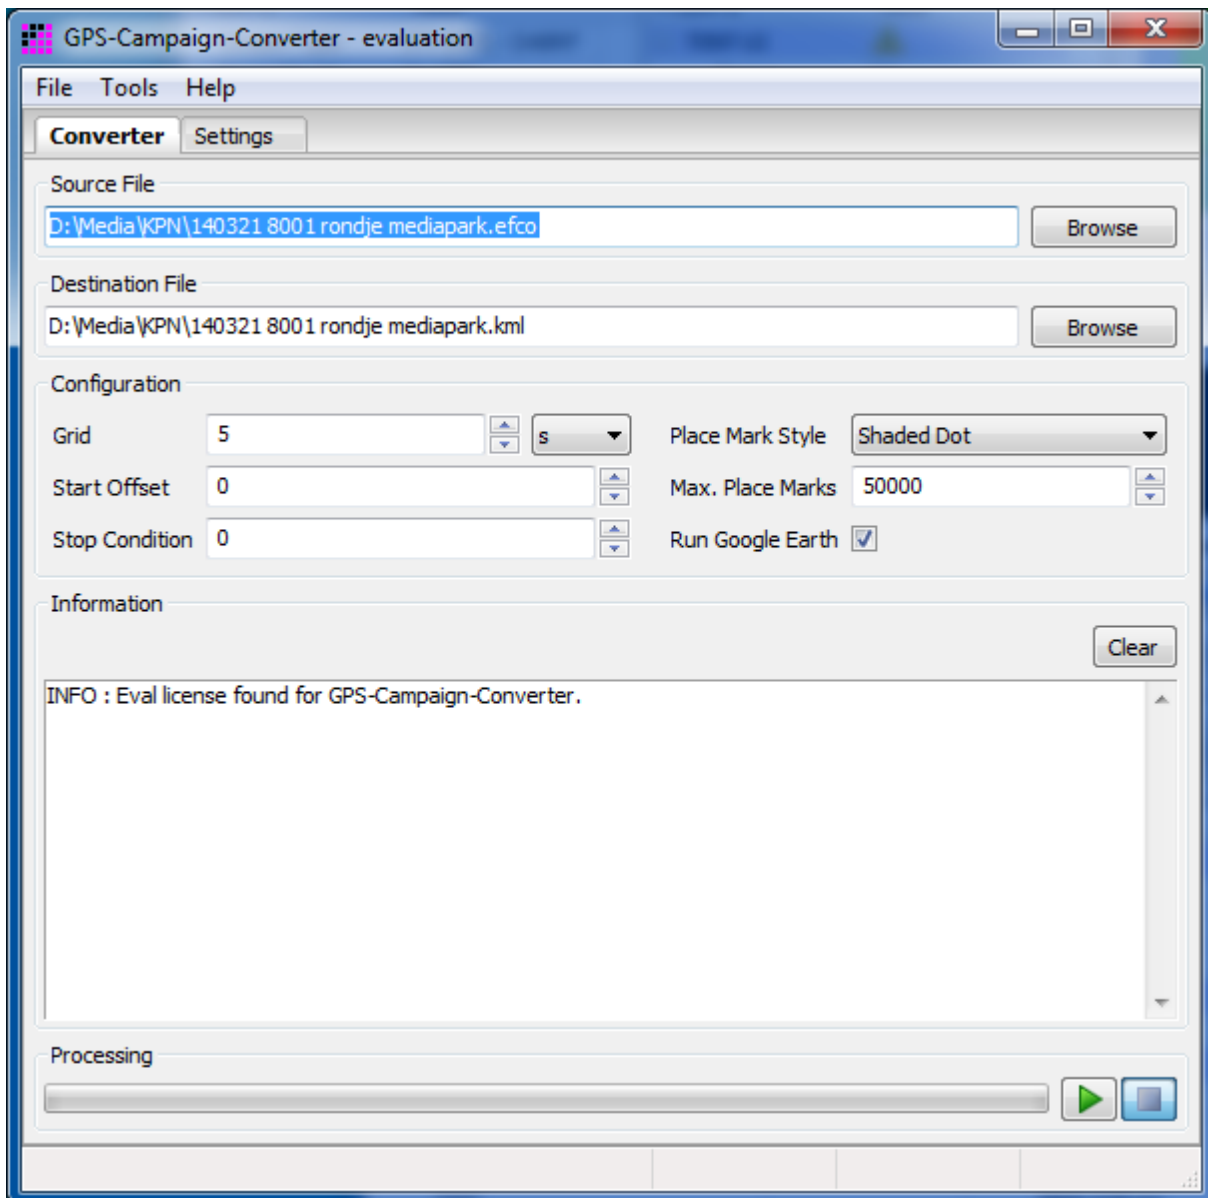 GPS-Campaign-Converter - evaluation
File Tools Help
Converter Settings
Source File
D:\Media\KPN\140321 8001 rondje mediapark.efco Browse
Destination File
D:\Media\KPN\140321 8001 rondje mediapark.kml Browse
Configuration
Grid 5 s Place Mark Style Shaded Dot
Start Offset 0 Max. Place Marks 50000
Stop Condition 0 Run Google Earth
Information
Clear
INFO : Eval license found for GPS-Campaign-Converter.
Processing